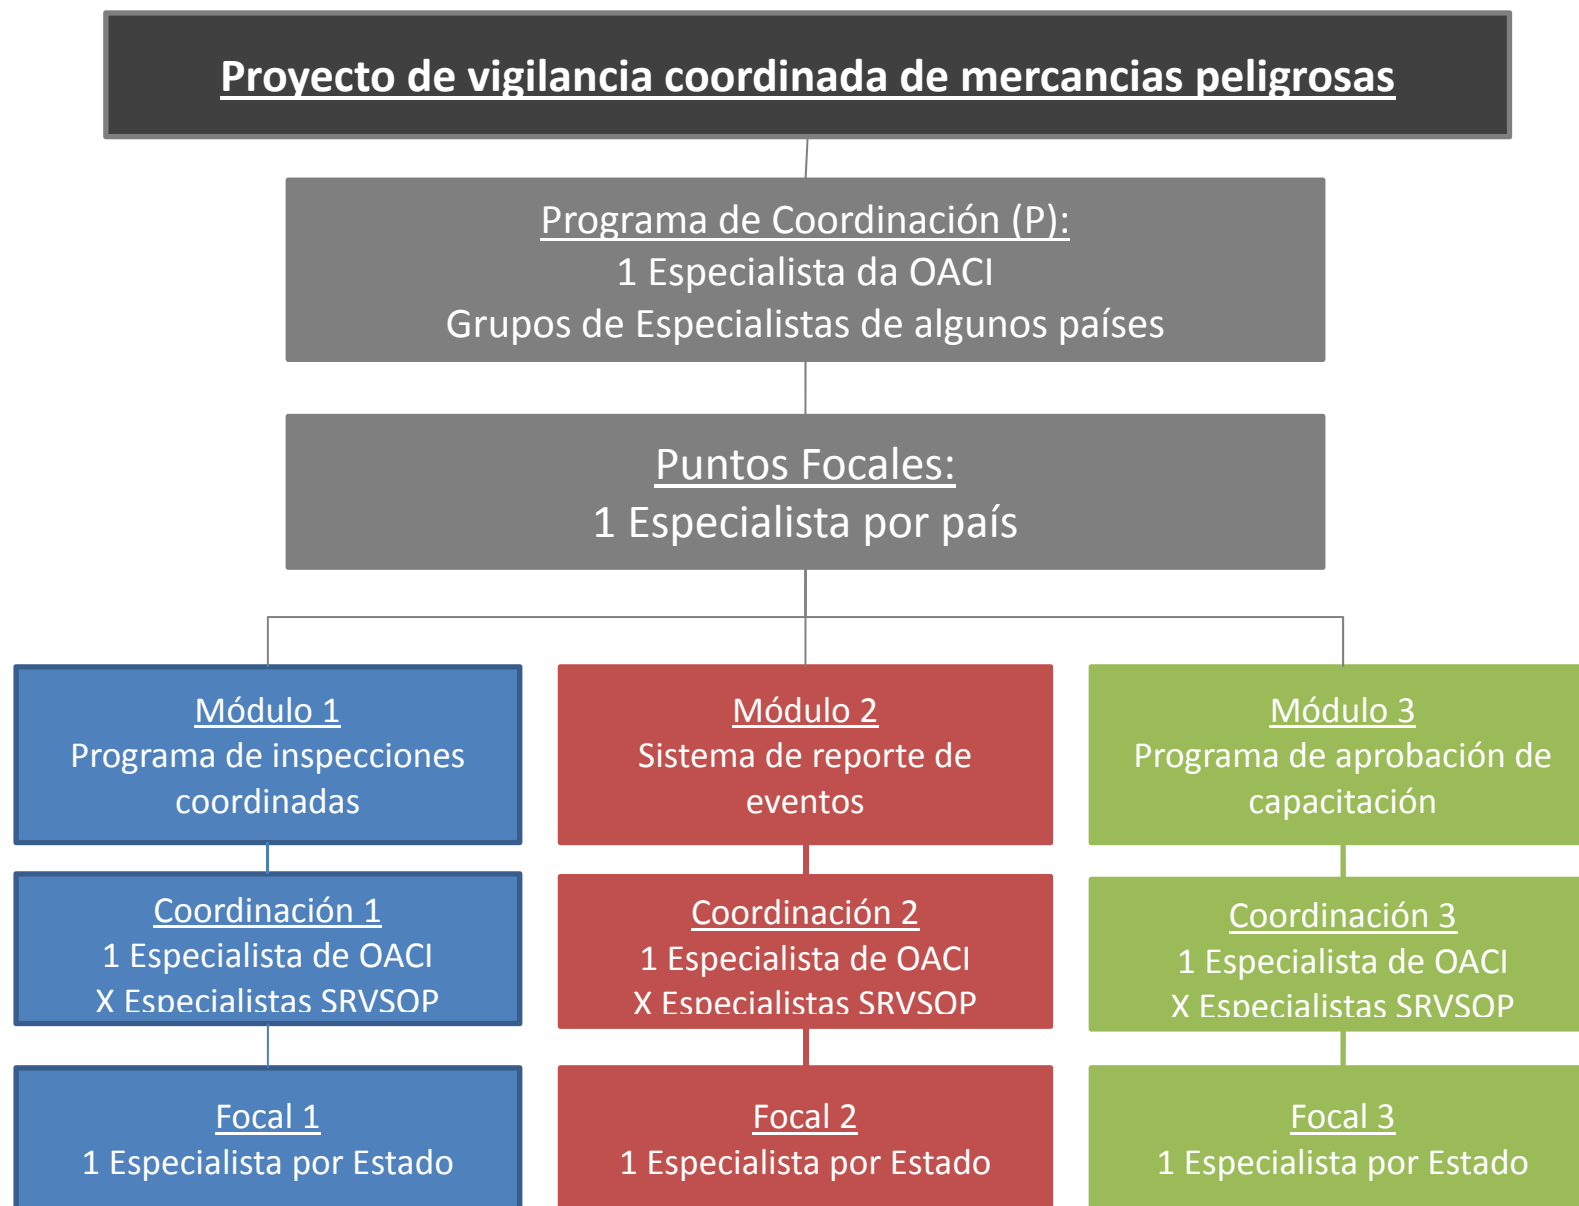 Proyecto de vigilancia coordinada de mercancias peligrosas
Programa de Coordinación (P):
1 Especialista da OACI
Grupos de Especialistas de algunos países
Puntos Focales:
1 Especialista por país
Módulo 1
Programa de inspecciones
coordinadas
Módulo 2
Sistema de reporte de
eventos
Módulo 3
Programa de aprobación de
capacitación
Coordinación 1
1 Especialista de OACI
X Especialistas SRVSOP
Coordinación 2
1 Especialista de OACI
X Especialistas SRVSOP
Coordinación 3
1 Especialista de OACI
X Especialistas SRVSOP
Focal 1
1 Especialista por Estado
Focal 2
1 Especialista por Estado
Focal 3
1 Especialista por Estado